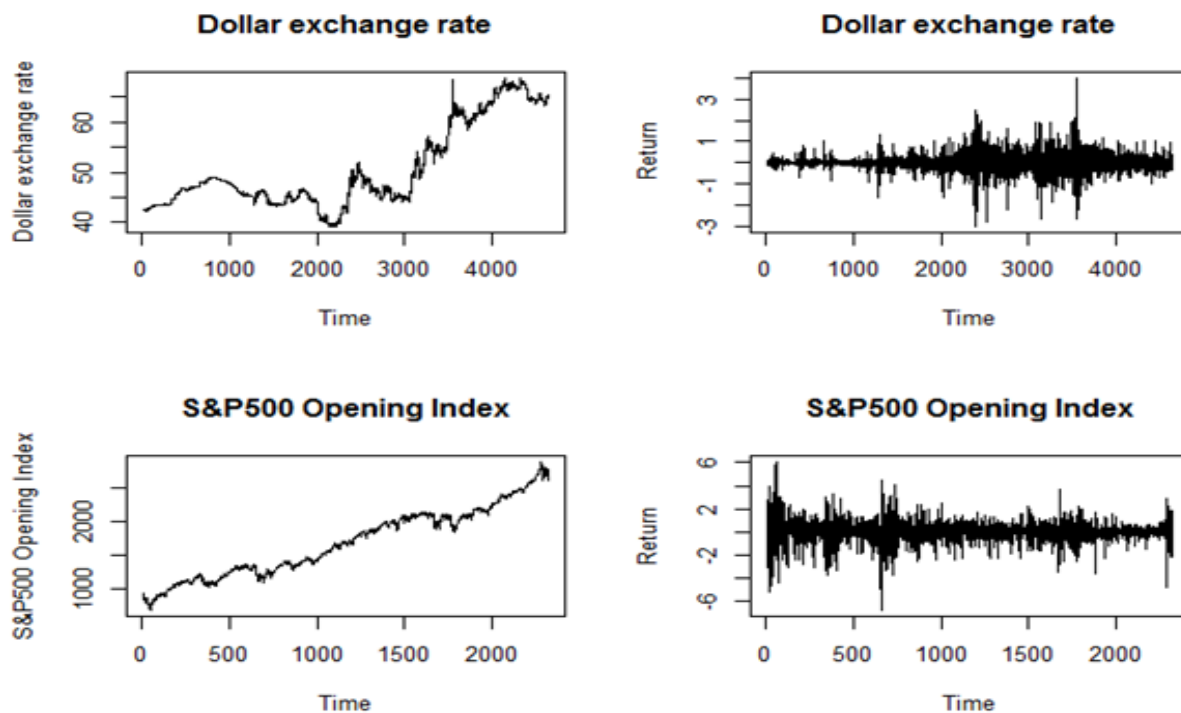 Dollar exchange rate
Dollar exchange rate
60
50
40
0 1000 2000 3000 4000
Time
Dollar exchange rate
Return
3
1
-1
-3
0 1000 2000 3000 4000
Time
S&P500 Opening Index
S&P500 Opening Index
2000
1000
0 500 1000 1500 2000
Time
S&P500 Opening Index
Return
6
2
-2
-6
0 500 1000 1500 2000
Time